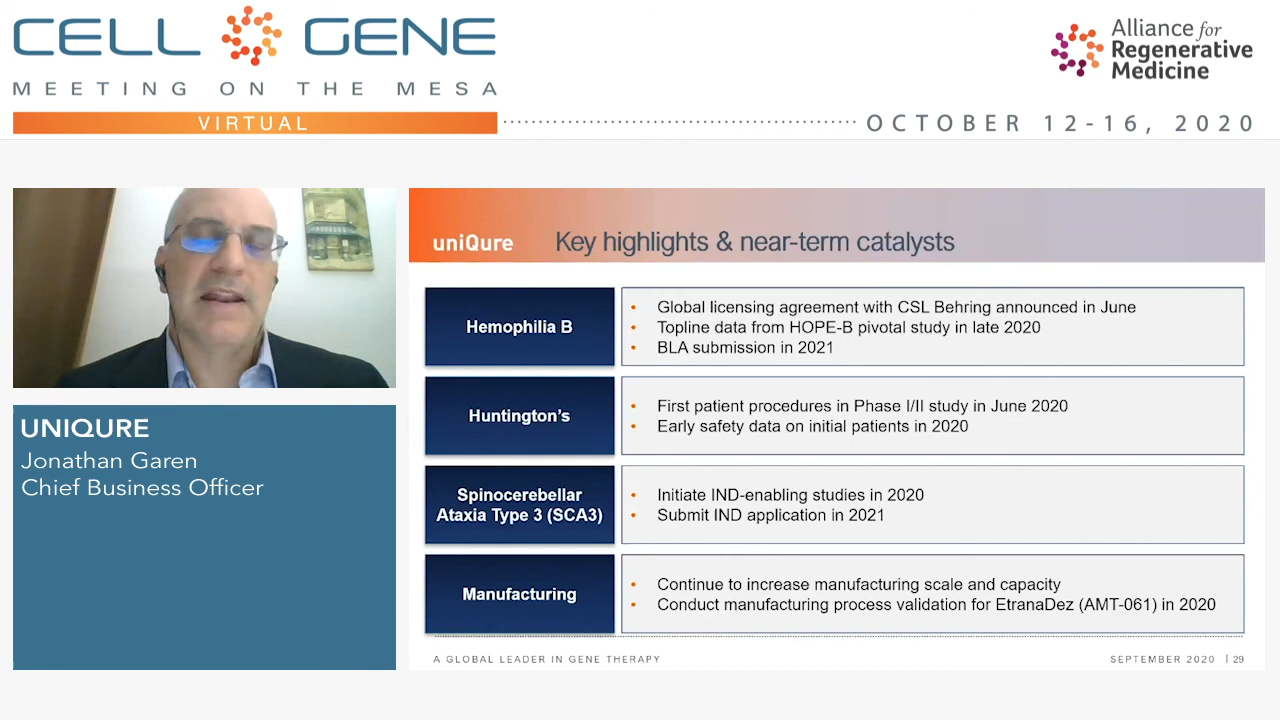 CELL GENE
MEETING ON THE MESA
VIRTUAL
Alliance for
Regenerative
Medicine
OCTOBER 12-16, 2020
UNIQURE
Jonathan Garen
Chief Business Officer
uniQure
Key highlights & near-term catalysts
Hemophilia B
• Global licensing agreement with CSL Behring announced in June
• Topline data from HOPE-B pivotal study in late 2020
• BLA submission in 2021
Huntington's
• First patient procedures in Phase I/II study in June 2020
• Early safety data on initial patients in 2020
Spinocerebellar
Ataxia Type 3 (SCA3)
• Initiate IND-enabling studies in 2020
• Submit IND application in 2021
Manufacturing
• Continue to increase manufacturing scale and capacity
• Conduct manufacturing process validation for EtranaDez (AMT-061) in 2020
A GLOBAL LEADER IN GENE THERAPY
SEPTEMBER 2020 | 29